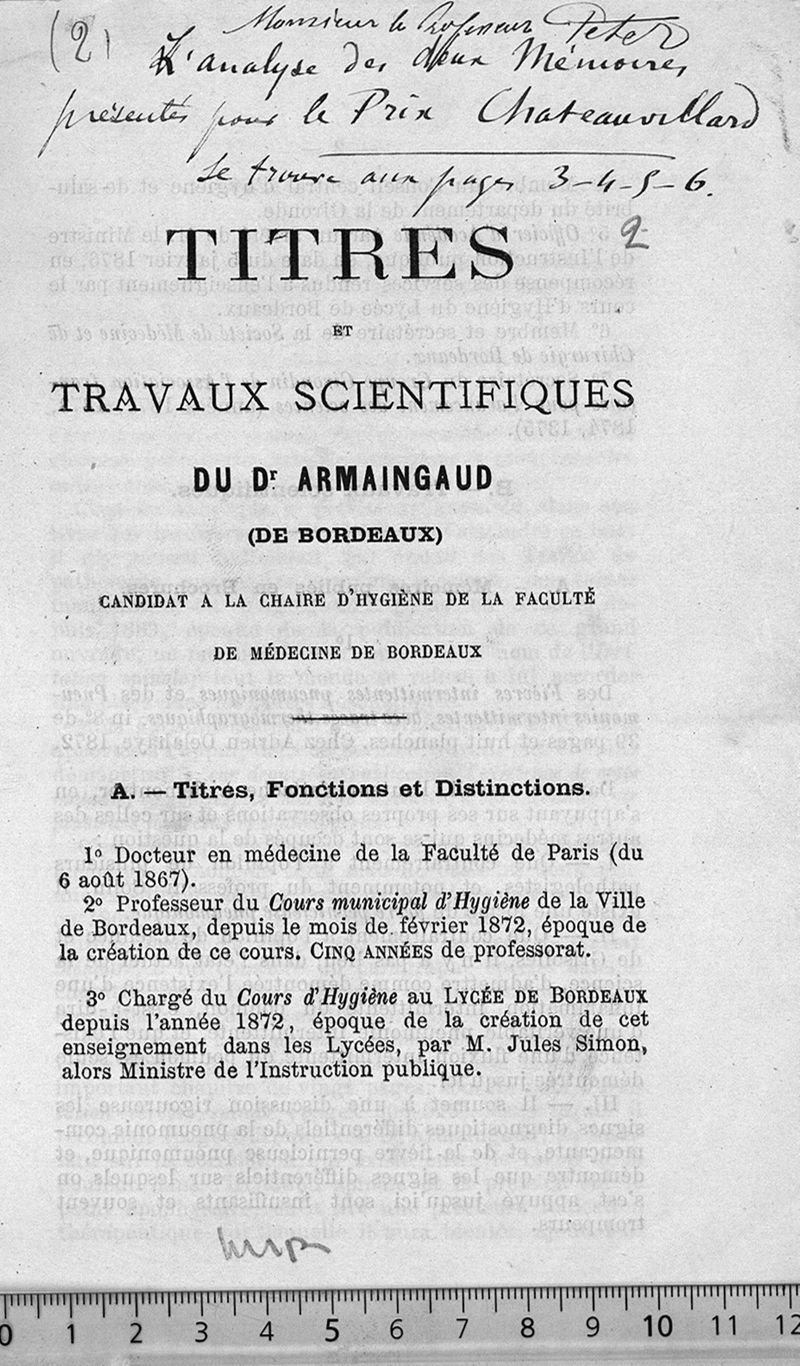 (2) Monsieur le Professeur Peter
L'analyse des deux Mémoires
présentés pour le Prix Chateauvillard
se trouve aux pages 3-4-5-6.
2
TITRES
ET
TRAVAUX SCIENTIFIQUES
DU Dr ARMAINGAUD
(DE BORDEAUX)
CANDIDAT A LA CHAIRE D'HYGIÈNE DE LA FACULTÉ
DE MÉDECINE DE BORDEAUX
A. — Titres, Fonctions et Distinctions.
1º Docteur en médecine de la Faculté de Paris (du
6 août 1867).
2º Professeur du Cours municipal d'Hygiène de la Ville
de Bordeaux, depuis le mois de février 1872, époque de
la création de ce cours. CINQ ANNÉES de professorat.
3º Chargé du Cours d'Hygiène au LYCÉE DE BORDEAUX
depuis l'année 1872, époque de la création de cet
enseignement dans les Lycées, par M. Jules Simon,
alors Ministre de l'Instruction publique.
0 1 2 3 4 5 6 7 8 9 10 11 12